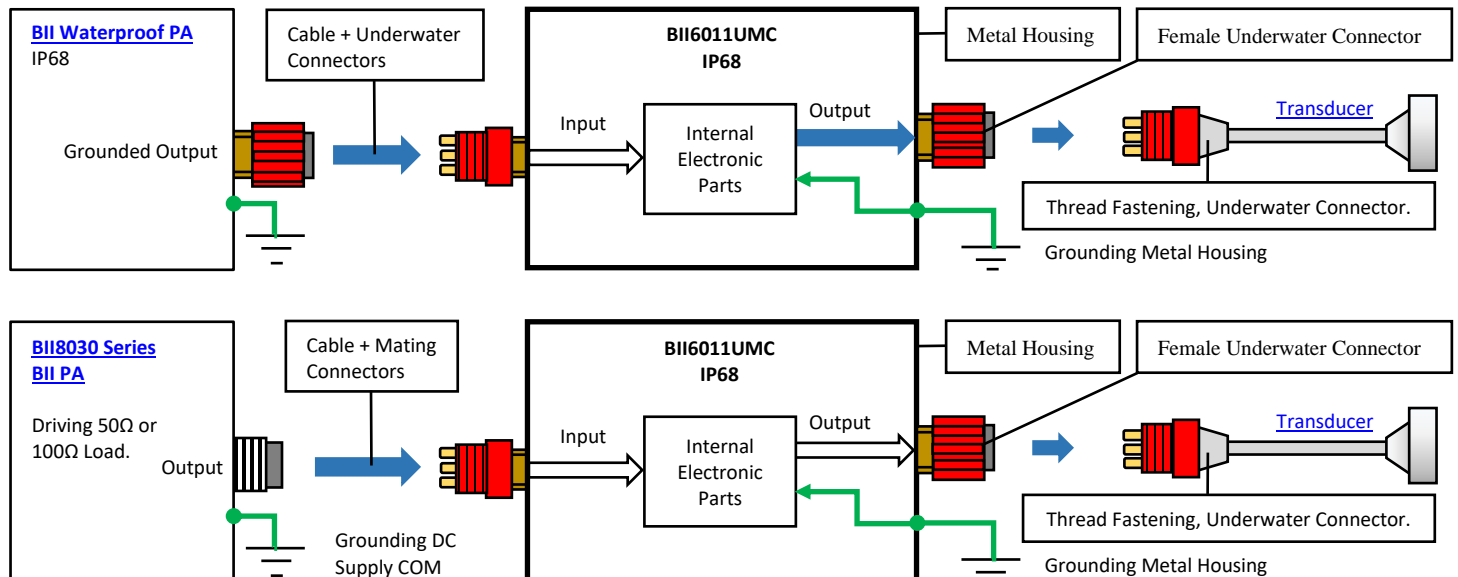 BII Waterproof PA
IP68
Grounded Output
Cable + Underwater
Connectors
BII6011UMC
IP68
Input
Internal
Electronic
Parts
Output
Metal Housing
Female Underwater Connector
Transducer
Thread Fastening, Underwater Connector.
Grounding Metal Housing
BII8030 Series
BII PA
Driving 50Ω or
100Ω Load.
Output
Cable + Mating
Connectors
Grounding DC
Supply COM
BII6011UMC
IP68
Input
Internal
Electronic
Parts
Output
Metal Housing
Female Underwater Connector
Transducer
Thread Fastening, Underwater Connector.
Grounding Metal Housing